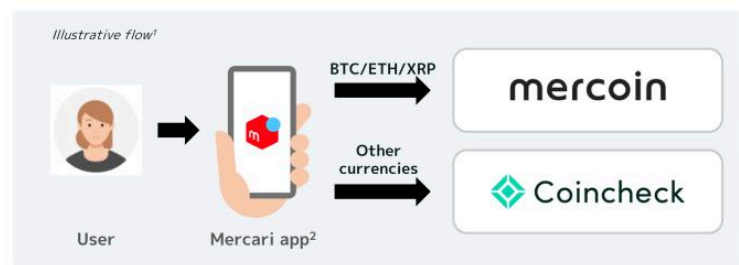 Illustrative flow¹
BTC/ETH/XRP
mercoin
m
Other
currencies
Coincheck
User
Mercari app²